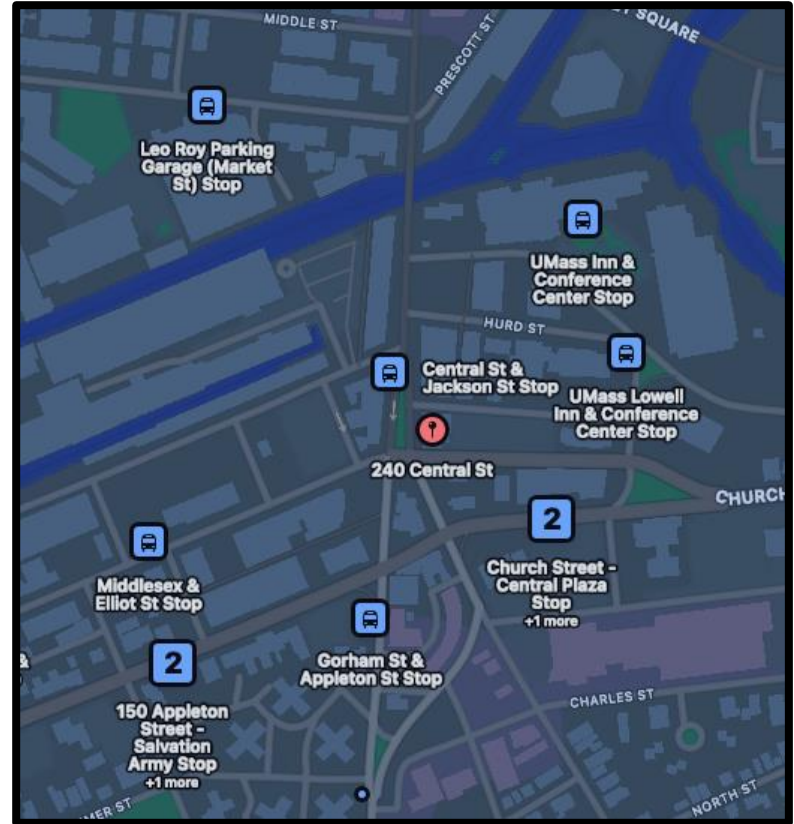 MIDDLE ST
PRESCOTT ST
SQUARE
Leo Roy Parking
Garage (Market
St) Stop
UMass Inn &
Conference
Center Stop
HURD ST
Central St &
Jackson St Stop
UMass Lowell
Inn & Conference
Center Stop
240 Central St
CHURCH
2
Church Street -
Central Plaza
Stop
+1 more
Middlesex &
Elliot St Stop
Gorham St &
Appleton St Stop
&
2
150 Appleton
Street -
Salvation
Army Stop
+1 more
CHARLES ST
NORTH ST
MER ST